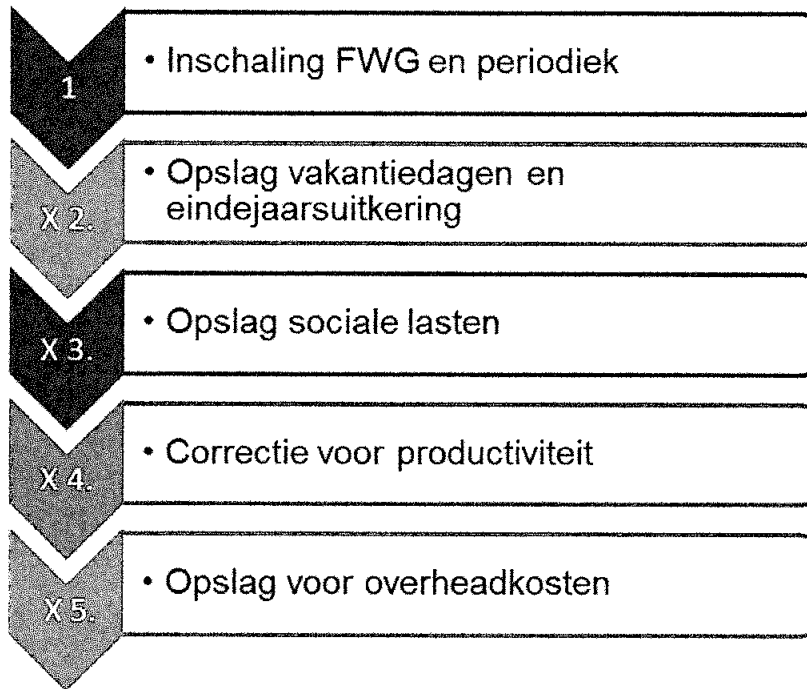 1
• Inschaling FWG en periodiek
X 2.
• Opslag vakantiedagen en
eindejaarsuitkering
X 3.
• Opslag sociale lasten
X 4.
• Correctie voor productiviteit
X 5.
• Opslag voor overheadkosten